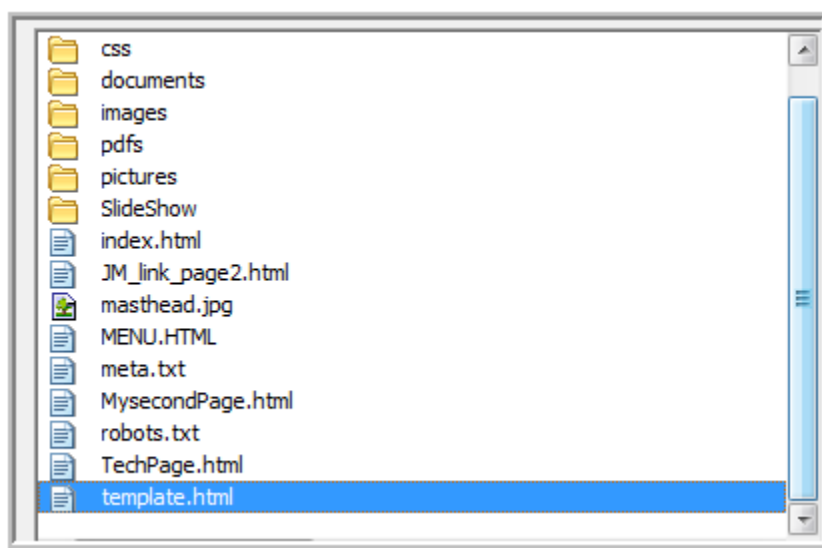 css
documents
images
pdfs
pictures
SlideShow
index.html
JM_link_page2.html
masthead.jpg
MENU.HTML
meta.txt
MysecondPage.html
robots.txt
TechPage.html
template.html